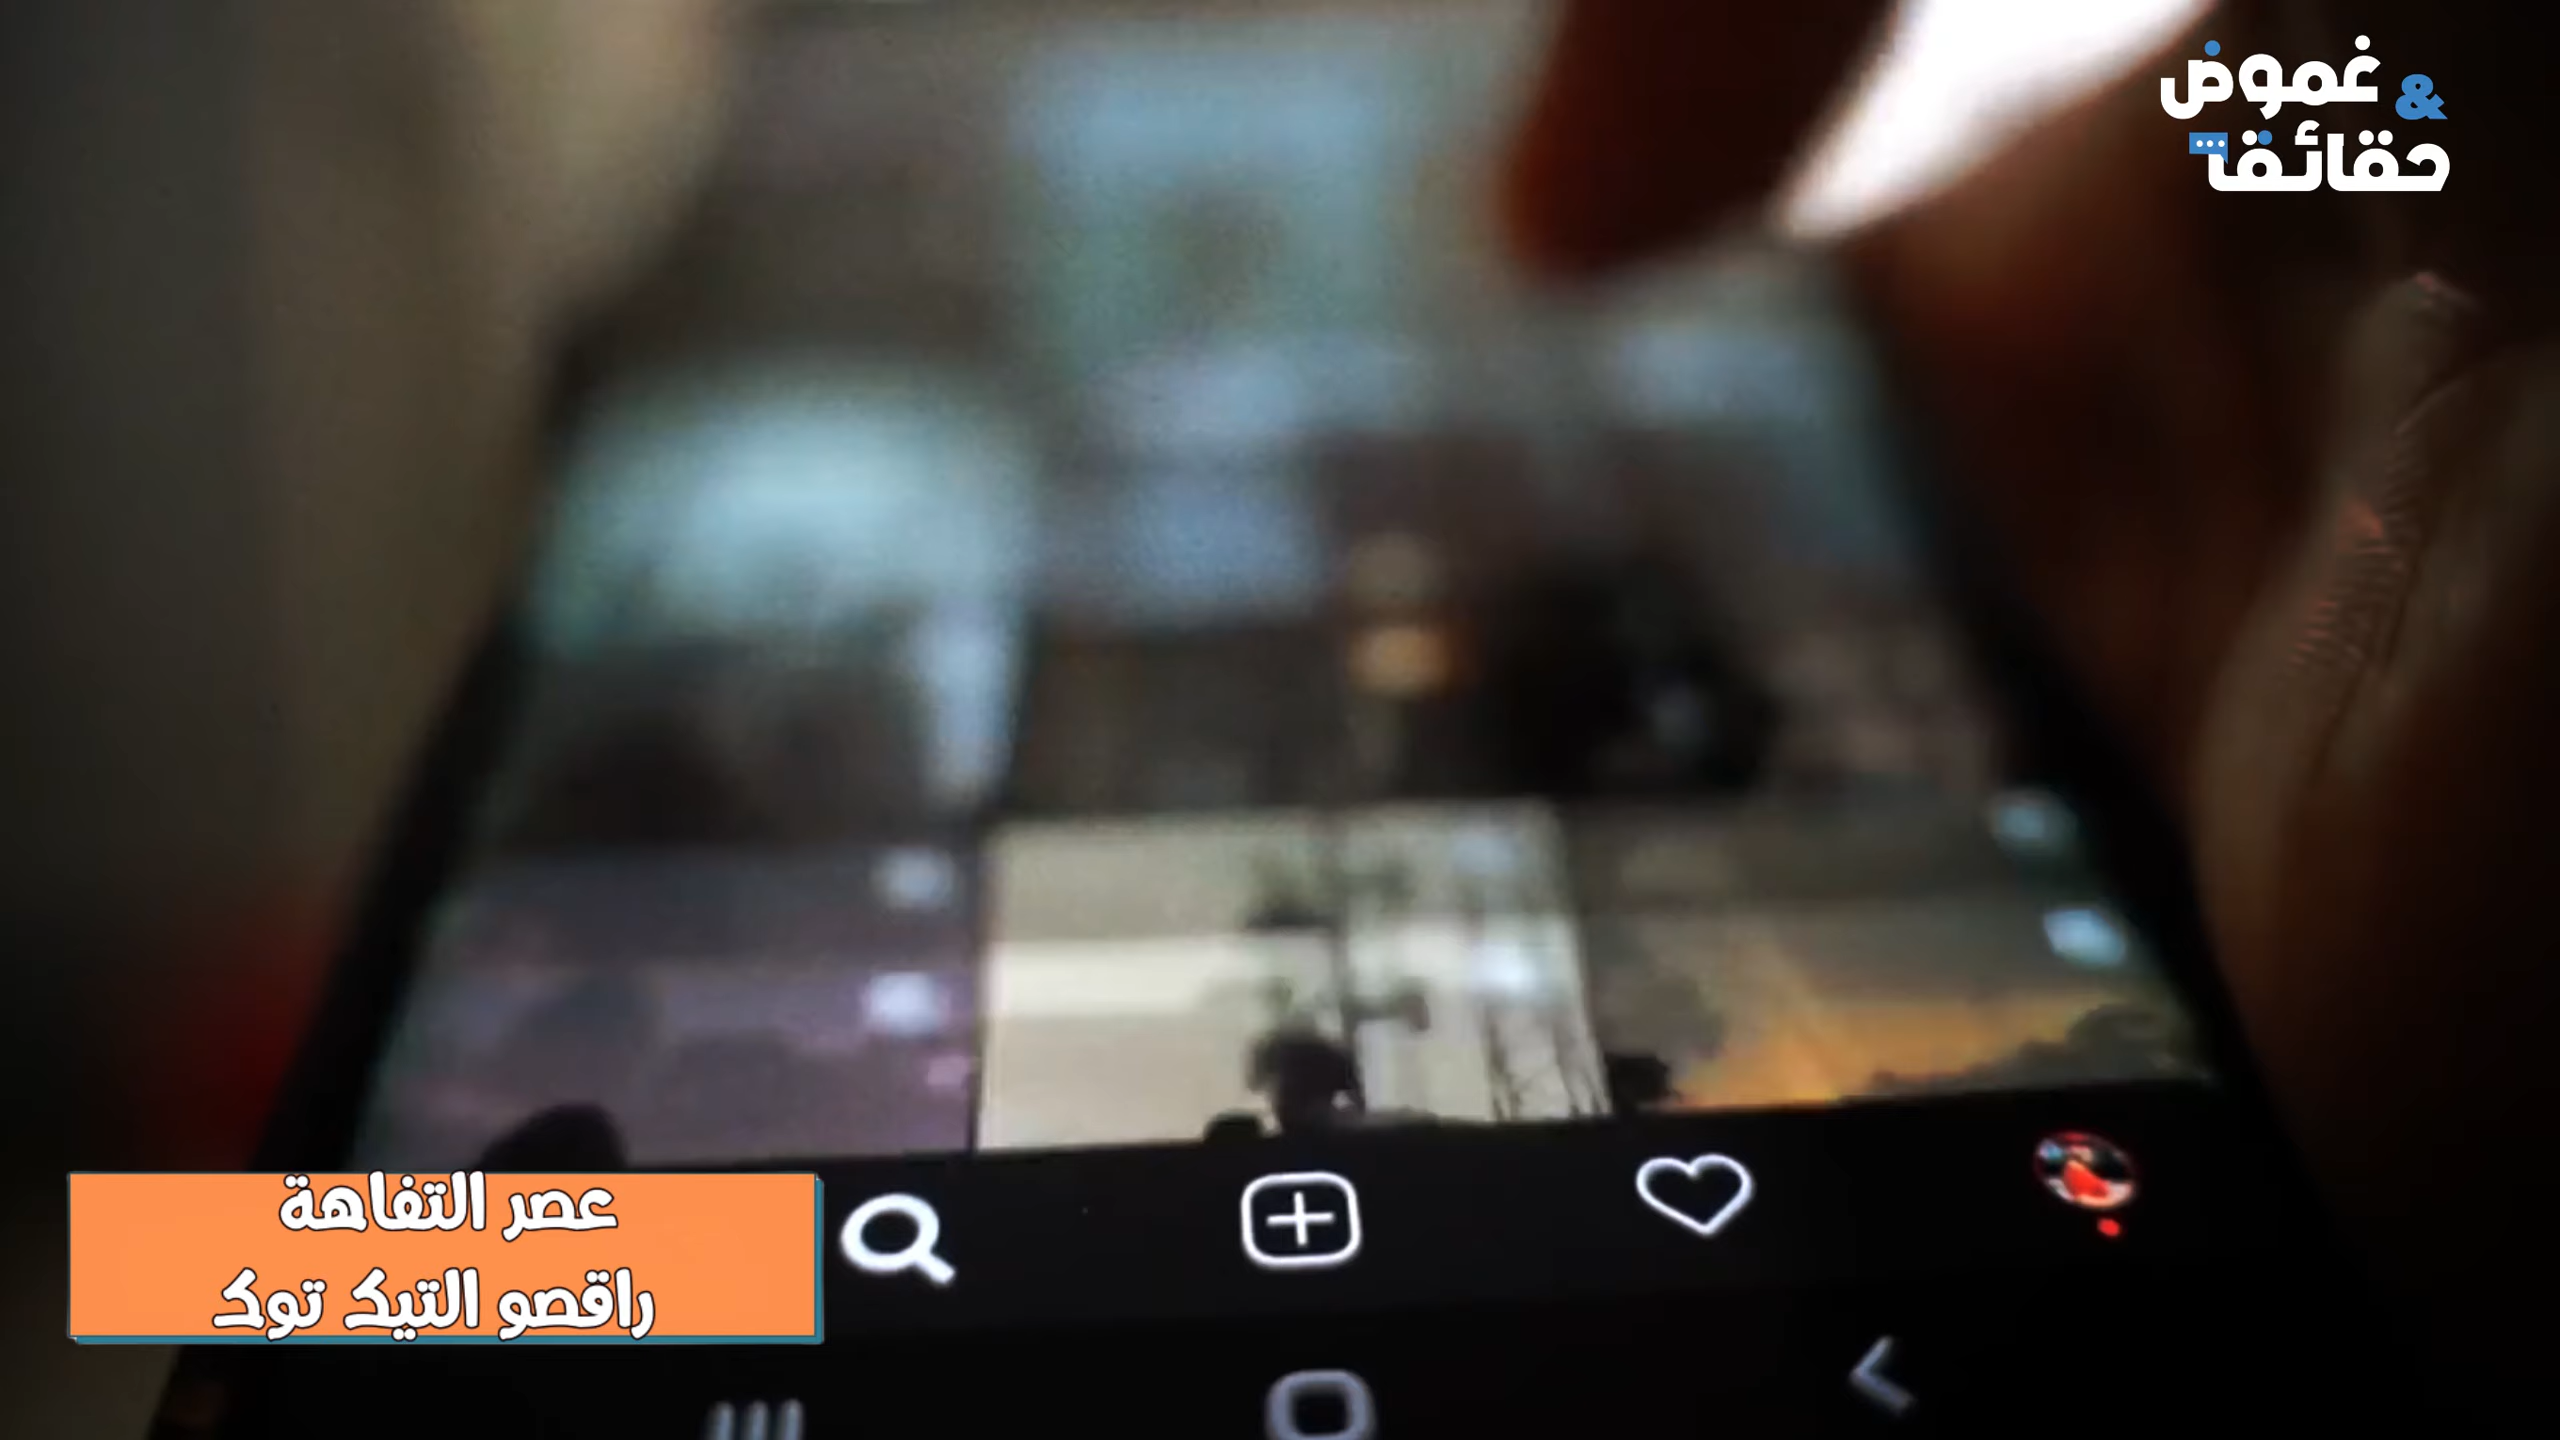 غموض &
حقائق
عصر التفاهة
راقصو التيك توك